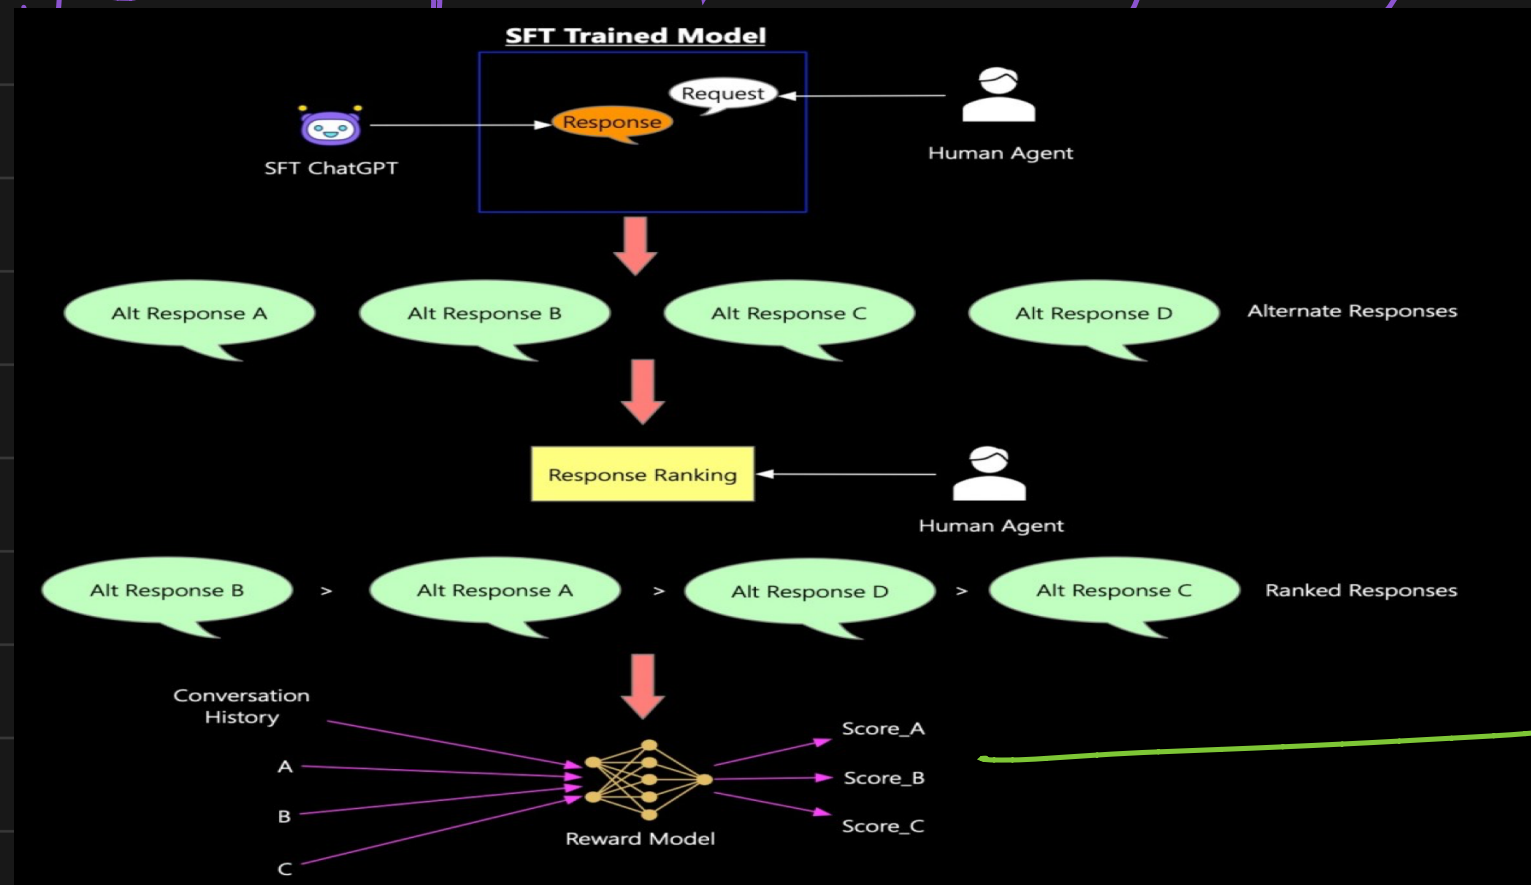 SFT Trained Model
Request
Response
SFT ChatGPT
Human Agent
Alt Response A
Alt Response B
Alt Response C
Alt Response D
Alternate Responses
Response Ranking
Human Agent
Alt Response B
>
Alt Response A
>
Alt Response D
>
Alt Response C
Ranked Responses
Conversation
History
A
B
C
Reward Model
Score_A
Score_B
Score_C